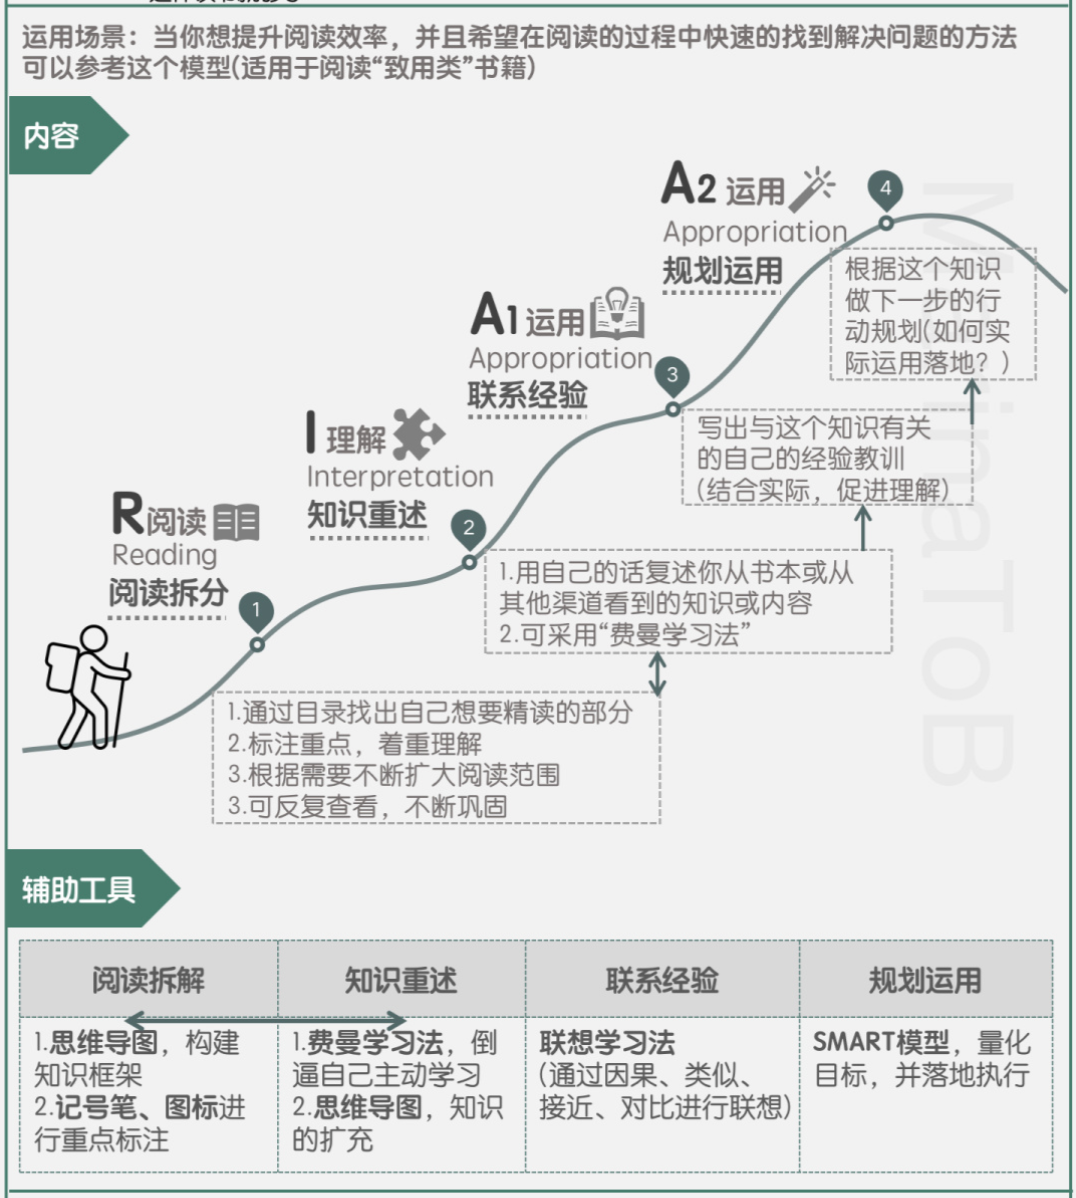 运用场景：当你想提升阅读效率，并且希望在阅读的过程中快速的找到解决问题的方法
可以参考这个模型(适用于阅读“致用类”书籍)
内容
A2 运用
Appropriation
规划运用
4
根据这个知识
做下一步的行
动规划(如何实
际运用落地？)
A1 运用
Appropriation
联系经验
3
写出与这个知识有关
的自己的经验教训
(结合实际，促进理解)
I 理解
Interpretation
知识重述
2
1.用自己的话复述你从书本或从
其他渠道看到的知识或内容
2.可采用“费曼学习法”
R阅读
Reading
阅读拆分
1
1.通过目录找出自己想要精读的部分
2.标注重点，着重理解
3.根据需要不断扩大阅读范围
3.可反复查看，不断巩固
辅助工具
阅读拆解
知识重述
联系经验
规划运用
1.思维导图，构建
知识框架
2.记号笔、图标进
行重点标注
1.费曼学习法，倒
逼自己主动学习
2.思维导图，知识
的扩充
联想学习法
(通过因果、类似、
接近、对比进行联想)
SMART模型，量化
目标，并落地执行